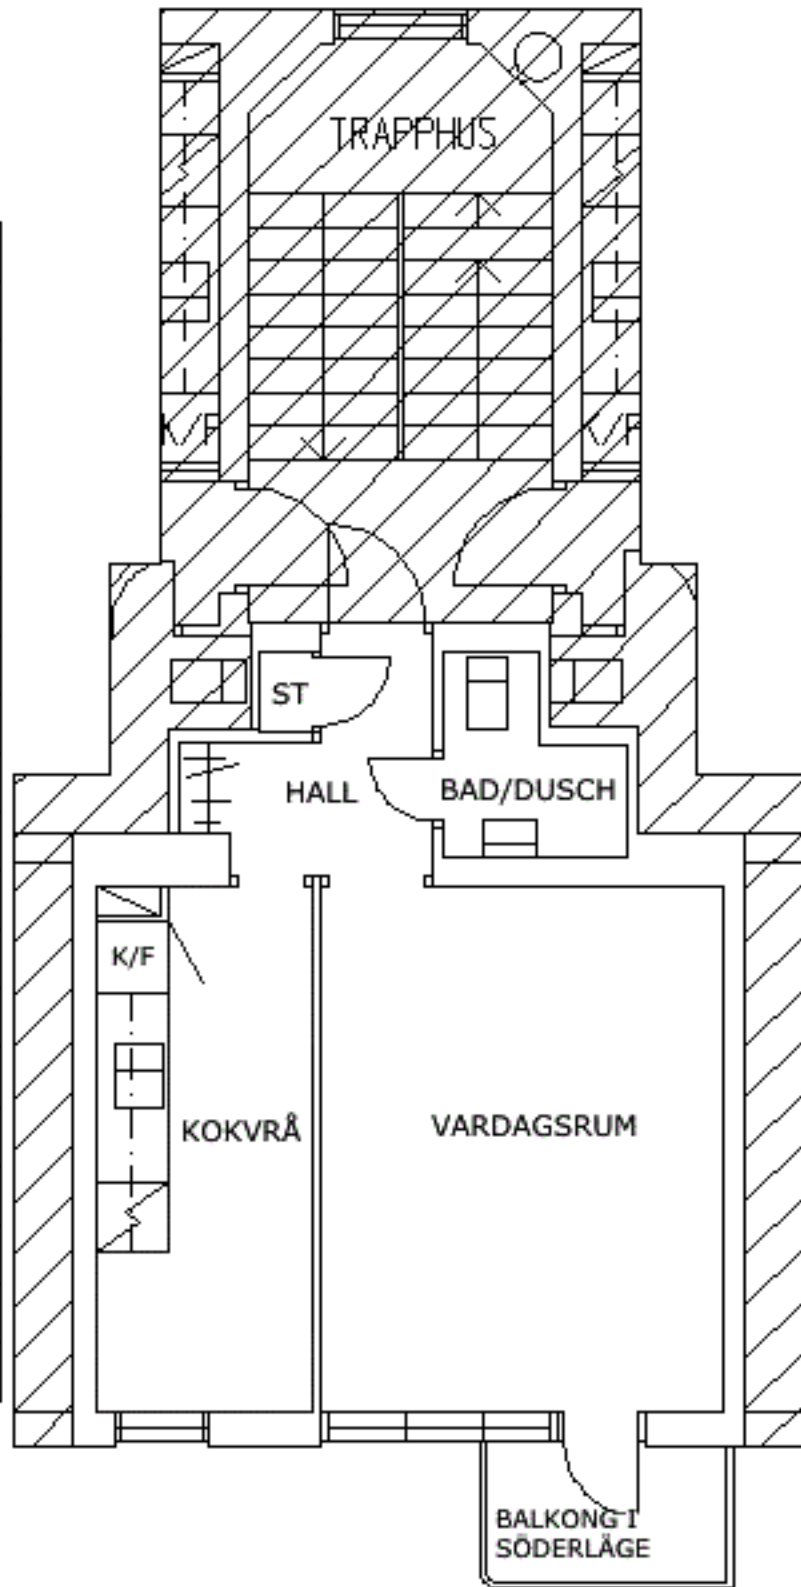 TRAPPHUS
K/F
K/F
ST
HALL
BAD/DUSCH
K/F
KOKVRÅ
VARDAGSRUM
BALKONG I
SÖDERLÄGE